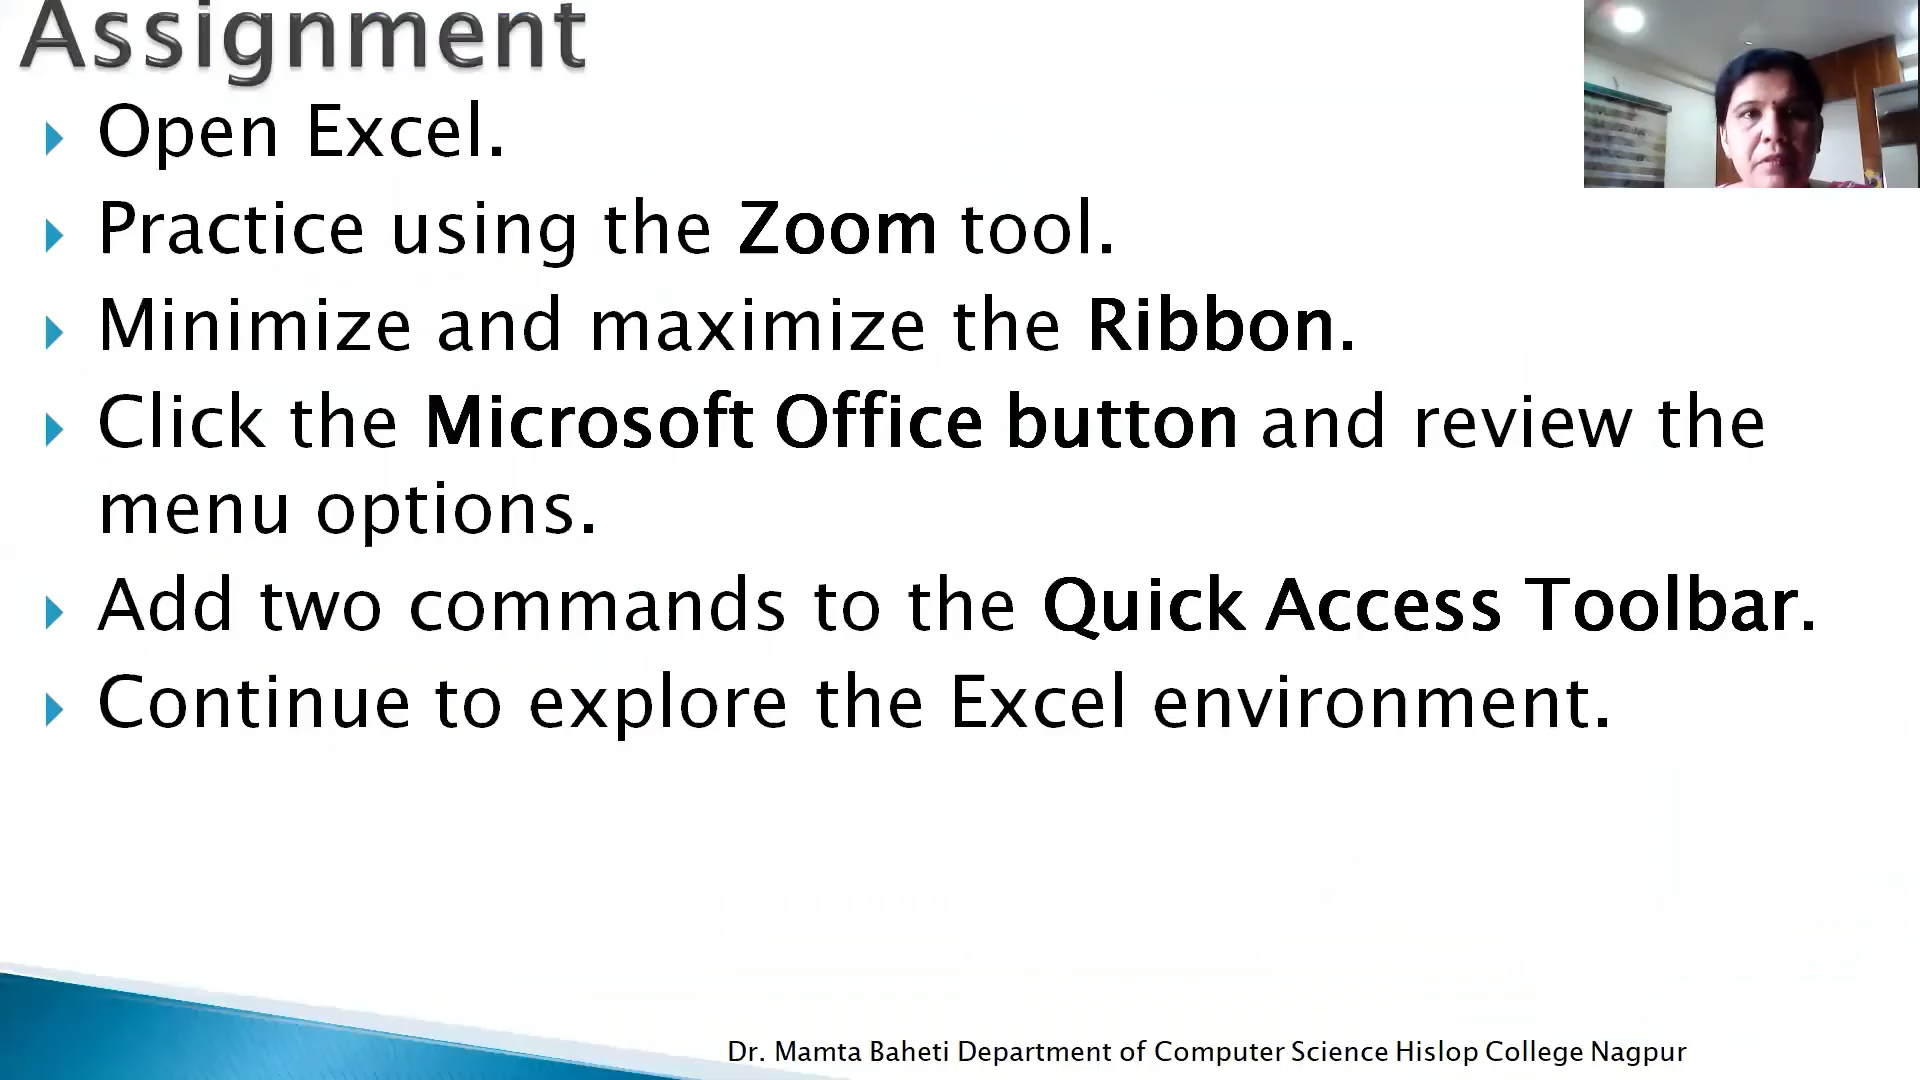 Assignment
Open Excel.
Practice using the Zoom tool.
Minimize and maximize the Ribbon.
Click the Microsoft Office button and review the
menu options.
Add two commands to the Quick Access Toolbar.
Continue to explore the Excel environment.
Dr. Mamta Baheti Department of Computer Science Hislop College Nagpur